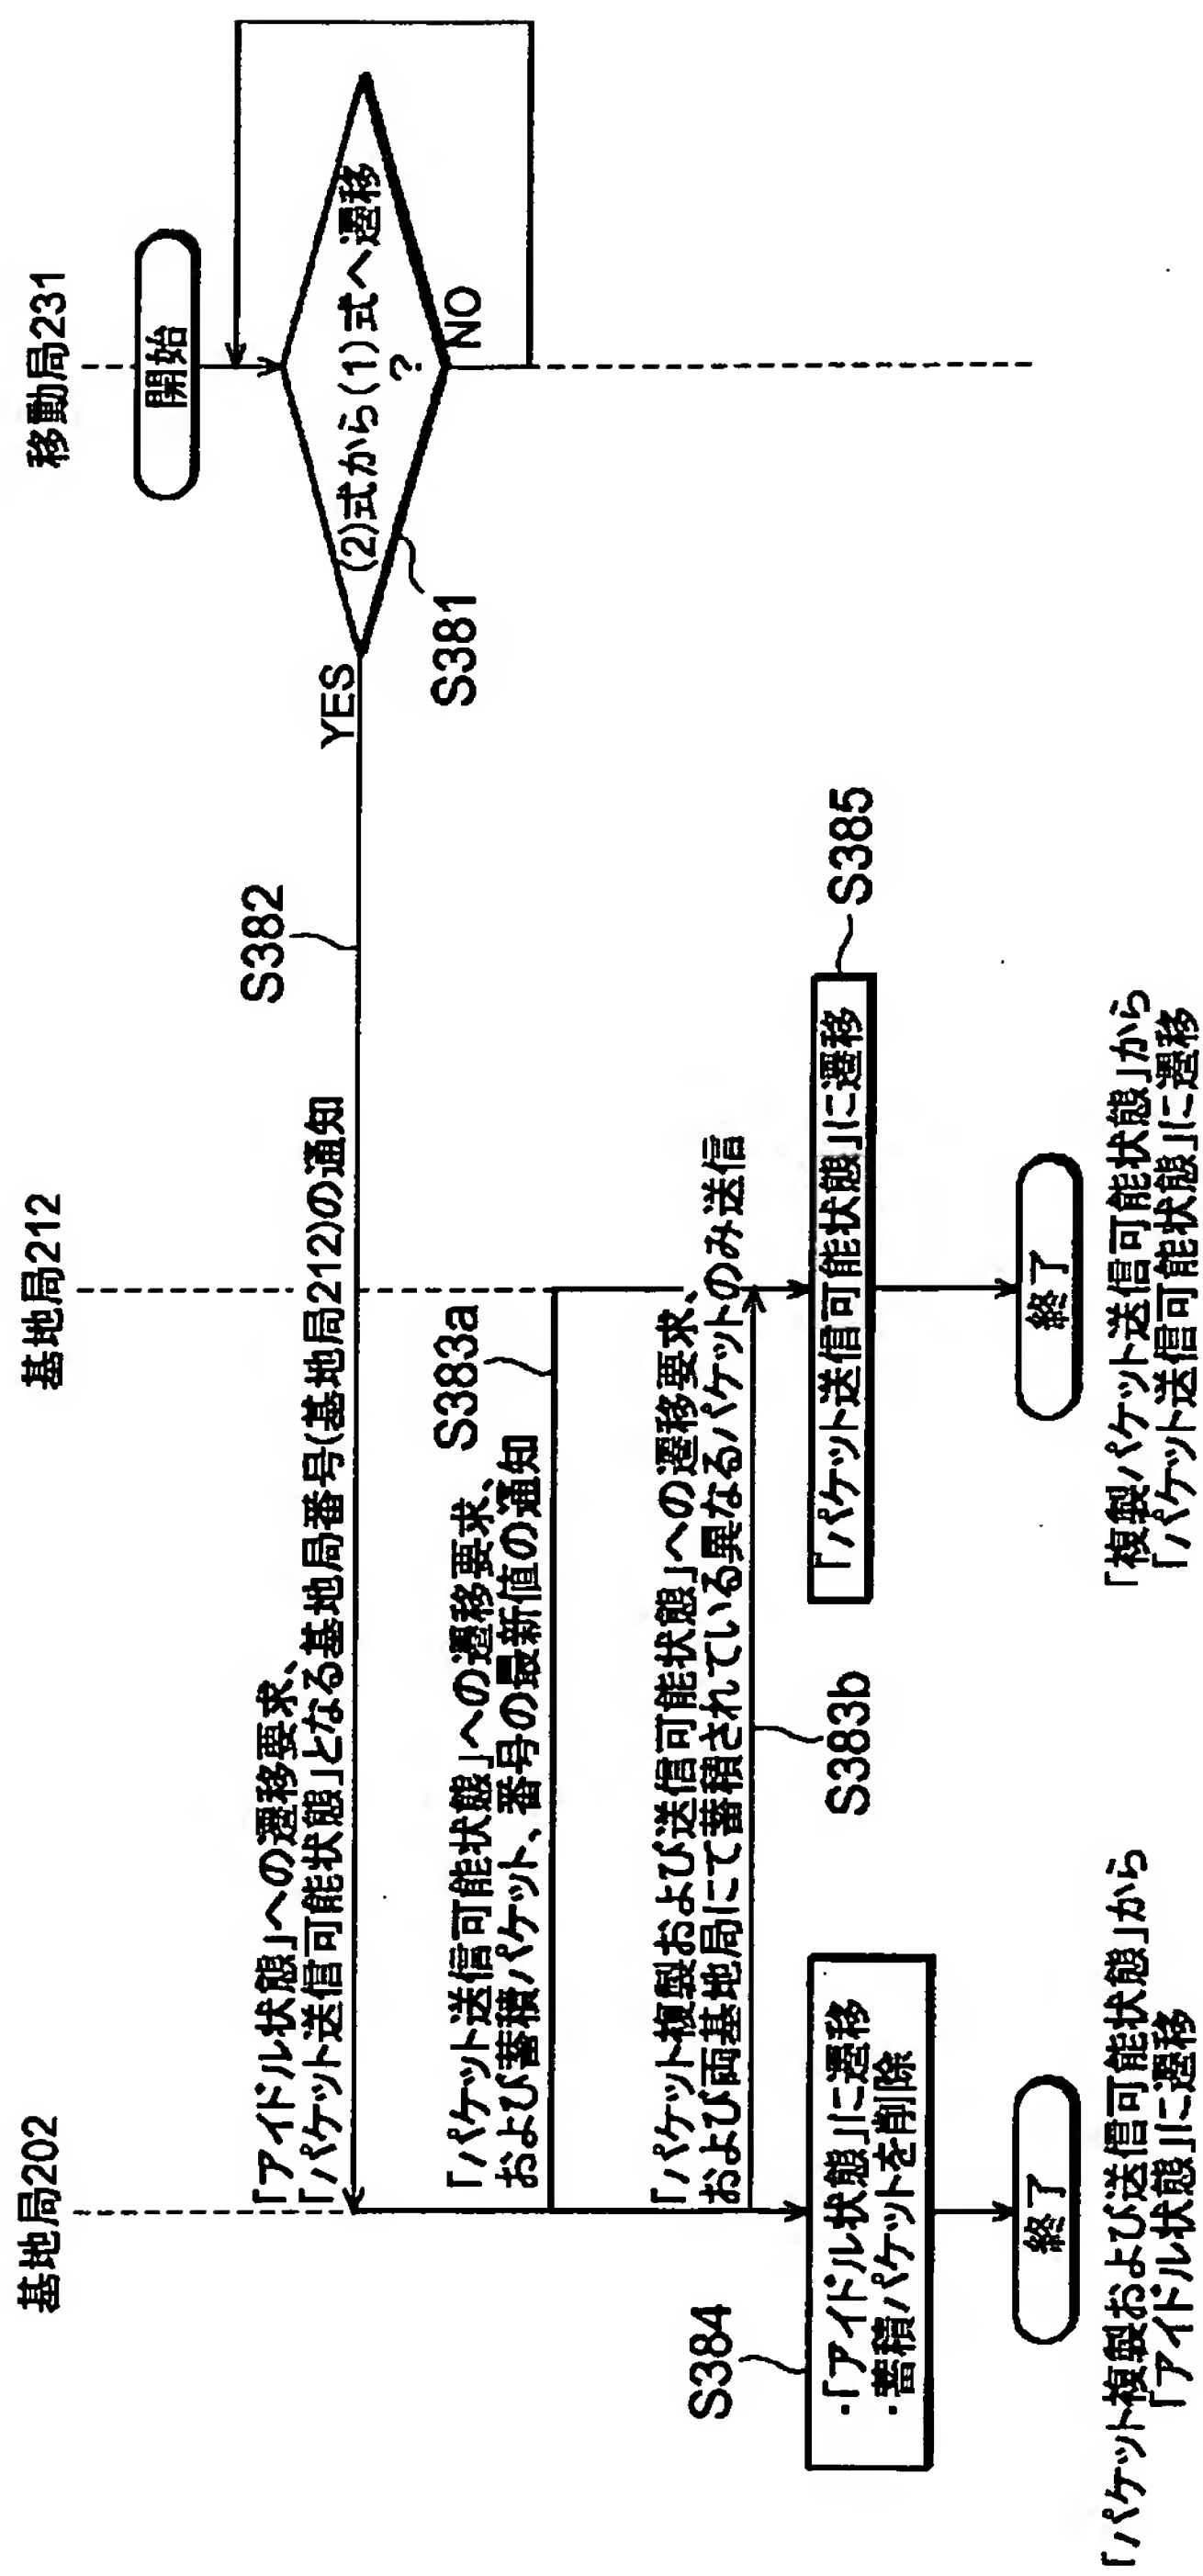 基地局202
基地局212
移動局231
開始
(2)式から(1)式へ遷移
?
NO
YES
S381
S382
「アイドル状態」への遷移要求、
「パケット送信可能状態」となる基地局番号(基地局212)の通知
S383a
「パケット送信可能状態」への遷移要求、
および蓄積パケット、番号の最新値の通知
「パケット複製および送信可能状態」への遷移要求、
および両基地局にて蓄積されている異なるパケットのみ送信
S383b
S384
・「アイドル状態」に遷移
・蓄積パケットを削除
「パケット送信可能状態」に遷移
S385
終了
終了
「パケット複製および送信可能状態」から
「アイドル状態」に遷移
「複製パケット送信可能状態」から
「パケット送信可能状態」に遷移